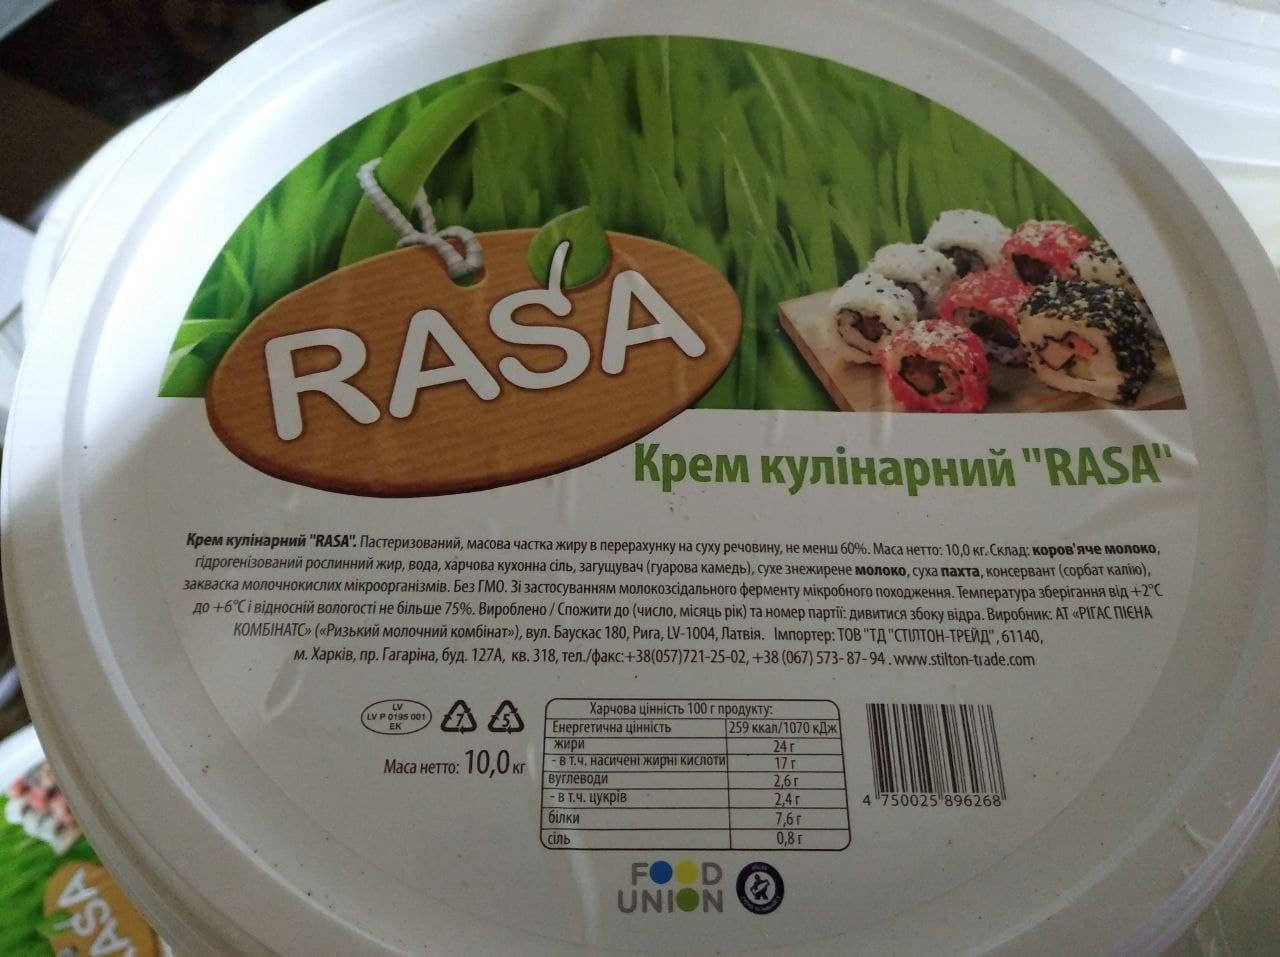 RASA
Крем кулінарний "RASA"
Крем кулінарний "RASA". Пастеризований, масова частка жиру в перерахунку на суху речовину, не менш 60%. Маса нетто: 10,0 кг. Склад: коров'яче молоко,
гідрогенізований рослинний жир, вода, харчова кухонна сіль, загущувач (гуарова камедь), сухе знежирене молоко, суха пахта, консервант (сорбат калію),
закваска молочнокислих мікроорганізмів. Без ГМО. Зі застосуванням молокозсідального ферменту мікробного походження. Температура зберігання від +2°C
до +6°C і відносній вологості не більше 75%. Вироблено / Спожити до (число, місяць рік) та номер партії: дивитися збоку відра. Виробник: АТ «РІГАС ПІЄНА
КОМБІНАТС» («Ризький молочний комбінат»), вул. Баускас 180, Рига, LV-1004, Латвія. Імпортер: ТОВ "ТД "СТІЛТОН-ТРЕЙД", 61140,
м. Харків, пр. Гагаріна, буд. 127А, кв. 318, тел./факс:+38(057)721-25-02, +38 (067) 573- 87- 94 . www.stilton-trade.com
LV
LV P 0195 001
EK
7
5
Маса нетто: 10,0 кг
Харчова цінність 100 г продукту:
Енергетична цінність 259 ккал/1070 кДж
жири 24 г
- в т.ч. насичені жирні кислоти 17 г
вуглеводи 2,6 г
- в т.ч. цукрів 2,4 г
білки 7,6 г
сіль 0,8 г
4 750025 896268
FOOD
UNION
RASA